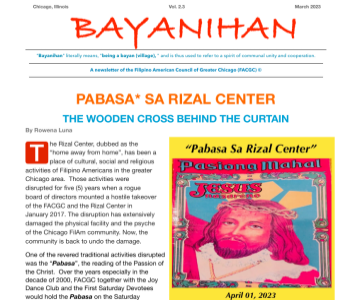 Chicago, Illinois Vol. 2.3 March 2023
BAYANIHAN
"Bayanihan" literally means, "being a bayan (village), " and is thus used to refer to a spirit of communal unity and cooperation
A newsletter of the Filipino American Council of Greater Chicago (FACGC) ©
PABASA* SA RIZAL CENTER
THE WOODEN CROSS BEHIND THE CURTAIN
By Rowena Luna
The Rizal Center, dubbed as the
"home away from home", has been a
place of cultural, social and religious
activities of Filipino Americans in the greater
Chicago area. Those activities were
disrupted for five (5) years when a rogue
board of directors mounted a hostile takeover
of the FACGC and the Rizal Center in
January 2017. The disruption has extensively
damaged the physical facility and the psyche
of the Chicago FilAm community. Now, the
community is back to undo the damage.
One of the revered traditional activities disrupted
was the "Pabasa", the reading of the Passion of
the Christ. Over the years especially in the
decade of 2000, FACGC together with the Joy
Dance Club and the First Saturday Devotees
would hold the Pabasa on the Saturday
"Pabasa Sa Rizal Center"
Pasiong Mahal
Jesus
April 01, 2023